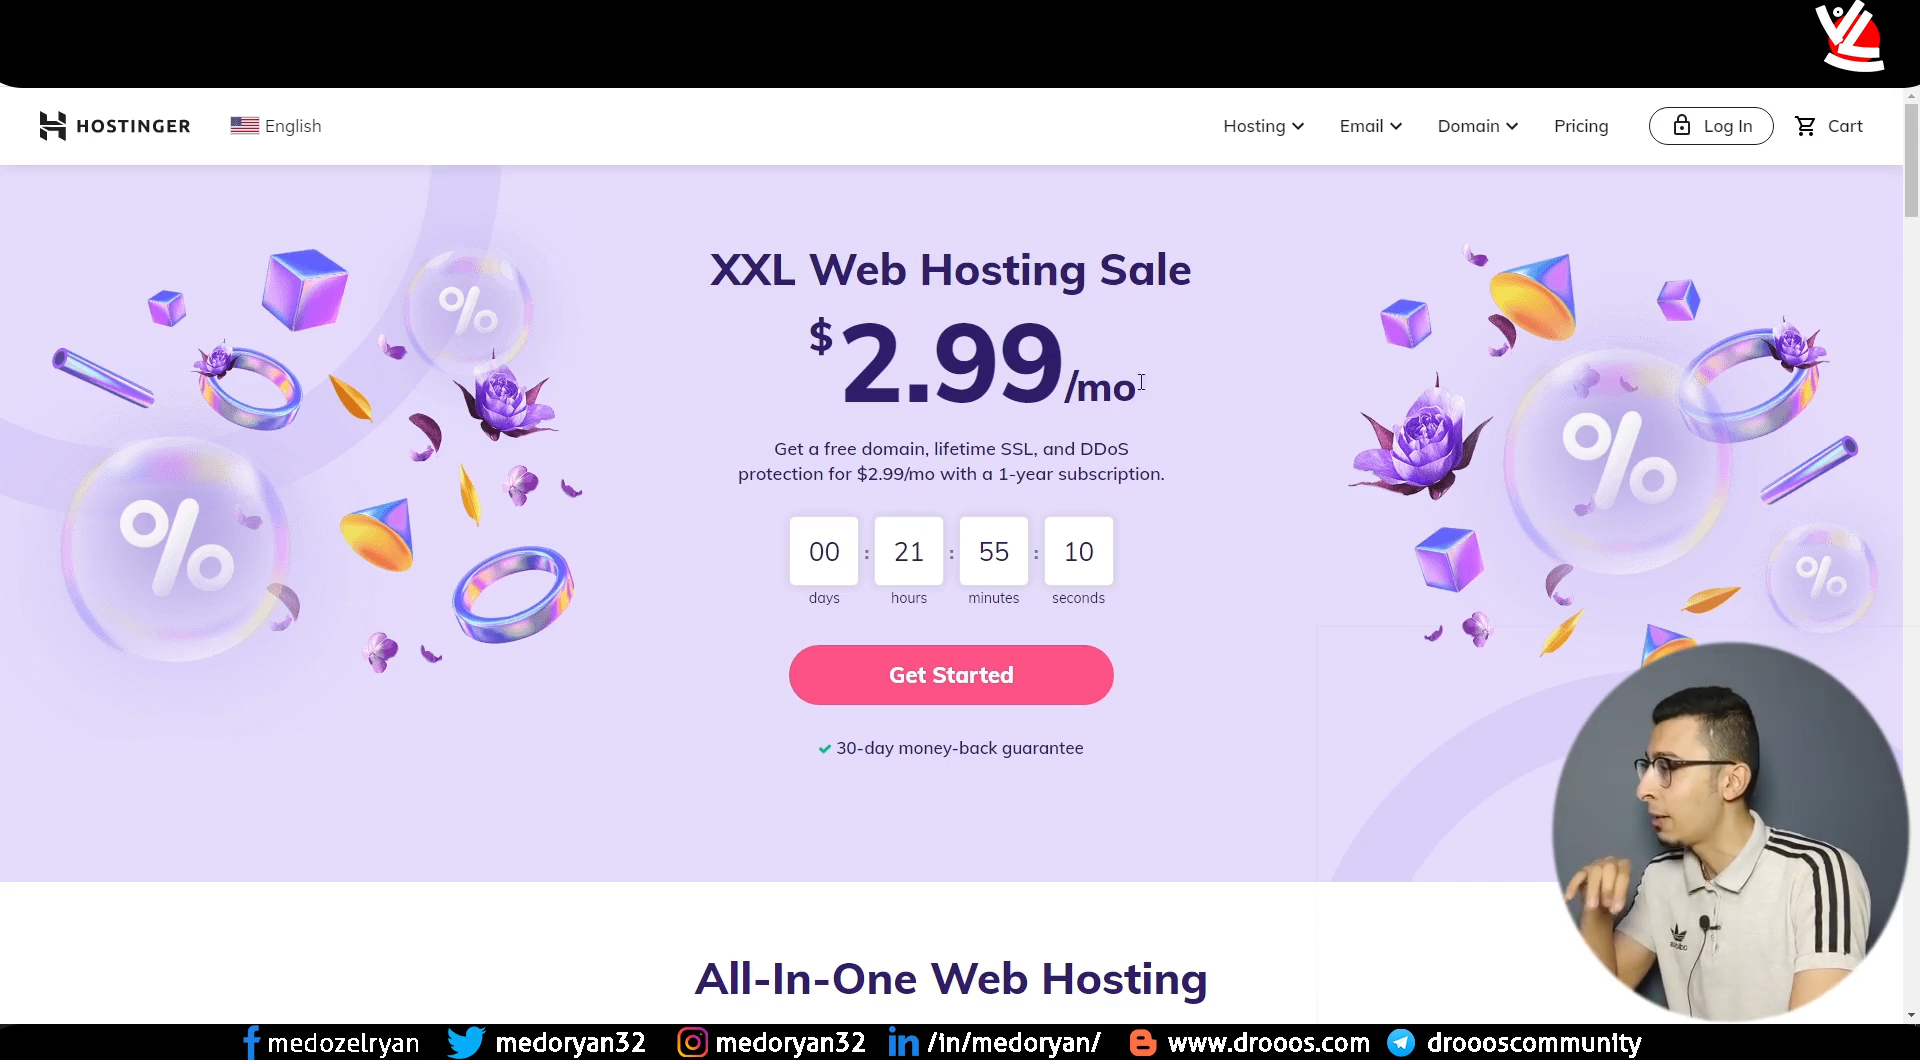 HOSTINGER
English
Hosting
Email
Domain
Pricing
Log In
Cart
XXL Web Hosting Sale
$2.99/mo
Get a free domain, lifetime SSL, and DDoS
protection for $2.99/mo with a 1-year subscription.
00 : 21 : 55 : 10
days hours minutes seconds
Get Started
30-day money-back guarantee
All-In-One Web Hosting
%
%
%
%
adidas
medozelryan
medoryan32
medoryan32
/in/medoryan/
www.drooos.com
droooscommunity